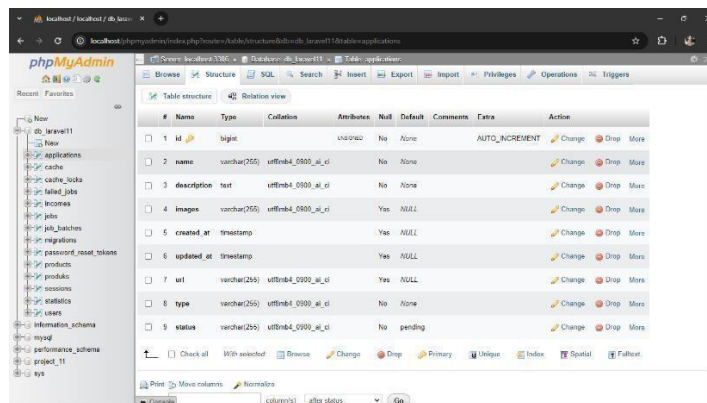 localhost / localhost / db_larav
localhost/phpmyadmin/index.php?route=/table/structure&db=db_laravel11&table=applications
phpMyAdmin
Recent Favorites
New
db_laravel11
New
applications
cache
cache_locks
failed_jobs
incomes
jobs
job_batches
migrations
password_reset_tokens
products
produks
sessions
statistics
users
information_schema
mysql
performance_schema
project_11
sys
Server: localhost:3306 » Database: db_laravel11 » Table: applications
Browse Structure SQL Search Insert Export Import Privileges Operations Triggers
Table structure Relation view
# Name Type Collation Attributes Null Default Comments Extra Action
1 id bigint UNSIGNED No None AUTO_INCREMENT Change Drop More
2 name varchar(255) utf8mb4_0900_ai_ci No None Change Drop More
3 description text utf8mb4_0900_ai_ci No None Change Drop More
4 images varchar(255) utf8mb4_0900_ai_ci Yes NULL Change Drop More
5 created_at timestamp Yes NULL Change Drop More
6 updated_at timestamp Yes NULL Change Drop More
7 url varchar(255) utf8mb4_0900_ai_ci Yes NULL Change Drop More
8 type varchar(255) utf8mb4_0900_ai_ci No None Change Drop More
9 status varchar(255) utf8mb4_0900_ai_ci No pending Change Drop More
Check all With selected: Browse Change Drop Primary Unique Index Spatial Fulltext
Print Move columns Normalize
Console column(s) after status Go